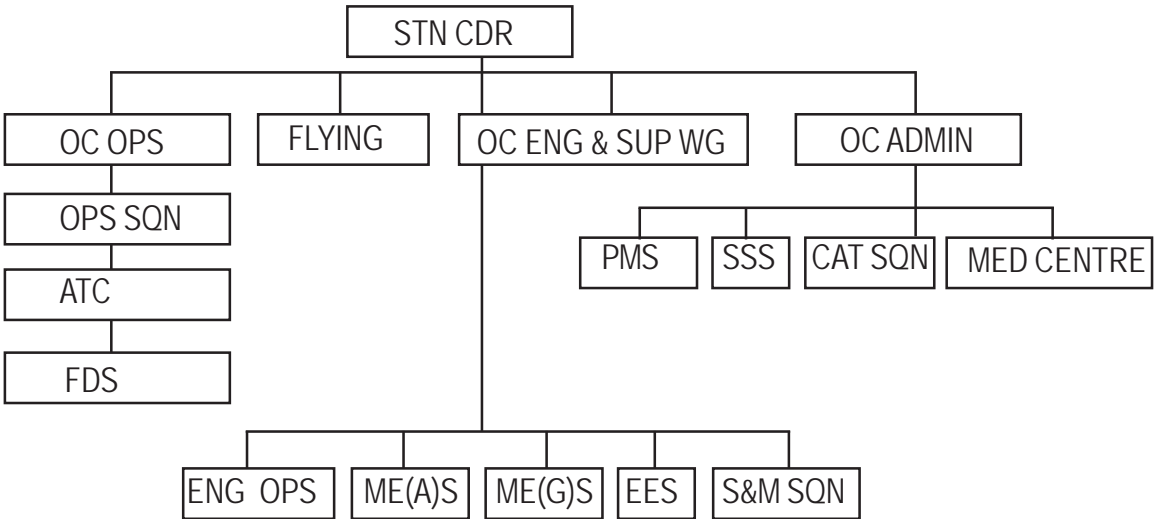 STN CDR
OC OPS
FLYING
OC ENG & SUP WG
OC ADMIN
OPS SQN
ATC
FDS
PMS
SSS
CAT SQN
MED CENTRE
ENG OPS
ME(A)S
ME(G)S
EES
S&M SQN